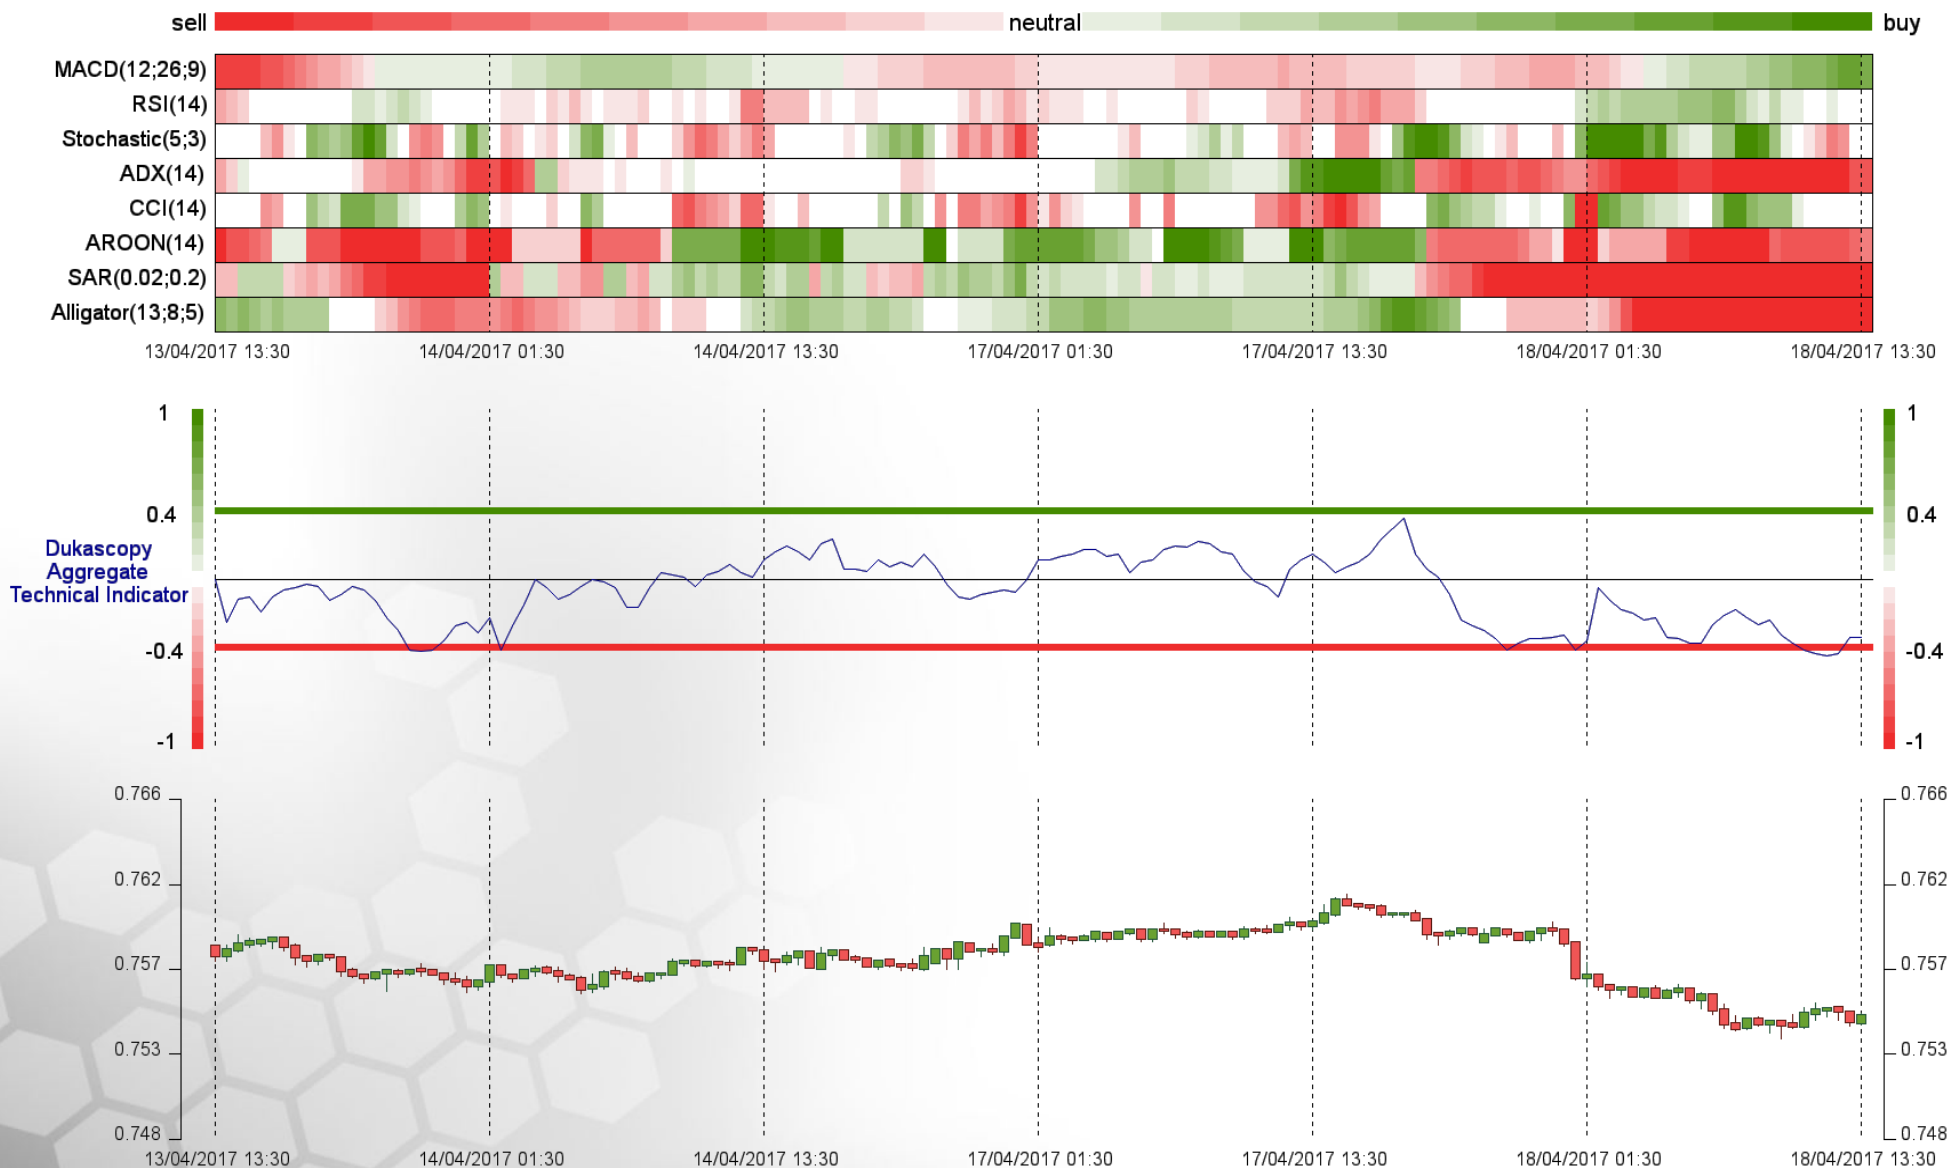 sell neutral buy
MACD(12;26;9)
RSI(14)
Stochastic(5;3)
ADX(14)
CCI(14)
AROON(14)
SAR(0.02;0.2)
Alligator(13;8;5)
13/04/2017 13:30 14/04/2017 01:30 14/04/2017 13:30 17/04/2017 01:30 17/04/2017 13:30 18/04/2017 01:30 18/04/2017 13:30
1 1
0.4 0.4
Dukascopy
Aggregate
Technical Indicator
-0.4 -0.4
-1 -1
0.766 0.766
0.762 0.762
0.757 0.757
0.753 0.753
0.748 0.748
13/04/2017 13:30 14/04/2017 01:30 14/04/2017 13:30 17/04/2017 01:30 17/04/2017 13:30 18/04/2017 01:30 18/04/2017 13:30